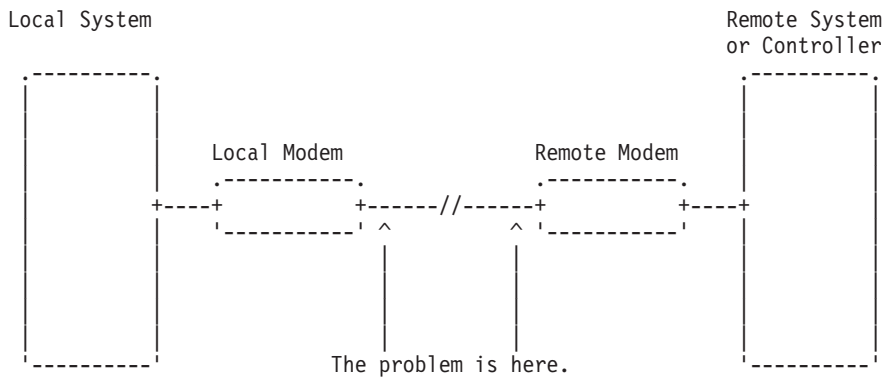 Local System
Remote System
or Controller
Local Modem
Remote Modem
The problem is here.